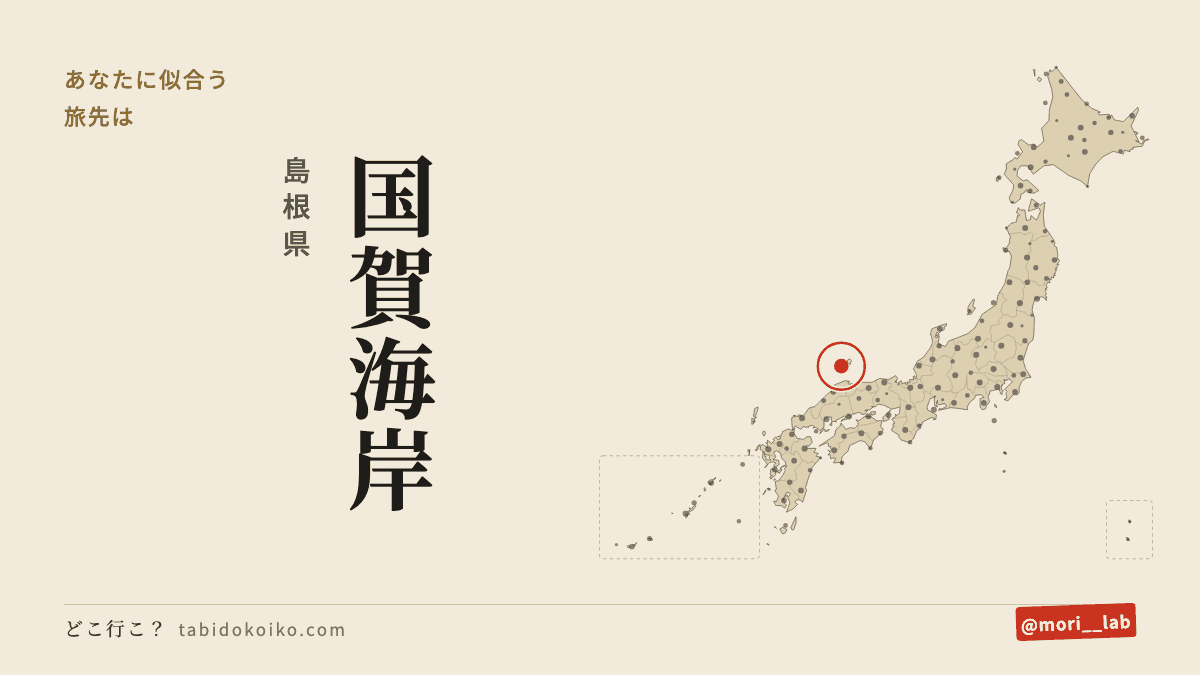 あなたに似合う
旅先は
国賀海岸
島根県
どこ行こ? tabidokoiko.com
@mori__lab